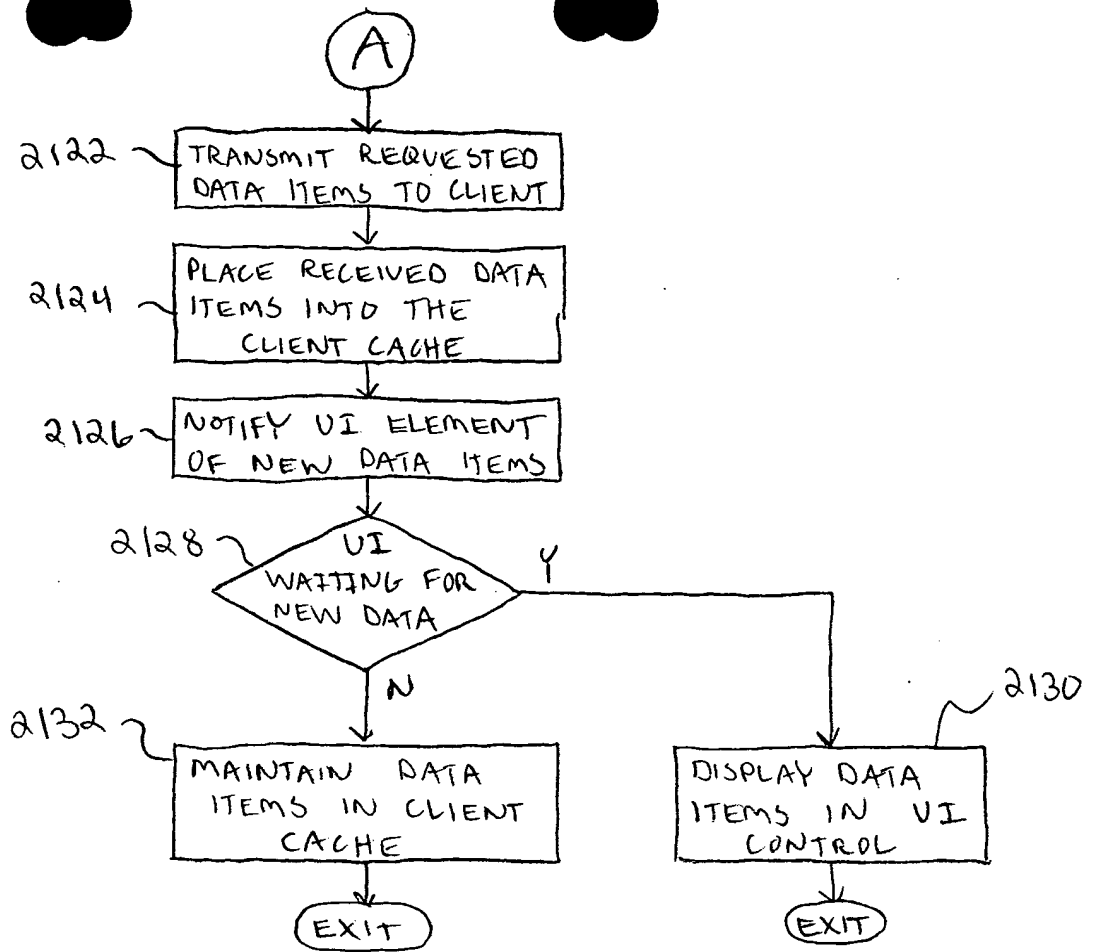 A
2122
TRANSMIT REQUESTED
DATA ITEMS TO CLIENT
2124
PLACE RECEIVED DATA
ITEMS INTO THE
CLIENT CACHE
2126
NOTIFY UI ELEMENT
OF NEW DATA ITEMS
2128
UI
WAITING FOR
NEW DATA
Y
N
2132
MAINTAIN DATA
ITEMS IN CLIENT
CACHE
2130
DISPLAY DATA
ITEMS IN UI
CONTROL
EXIT
EXIT